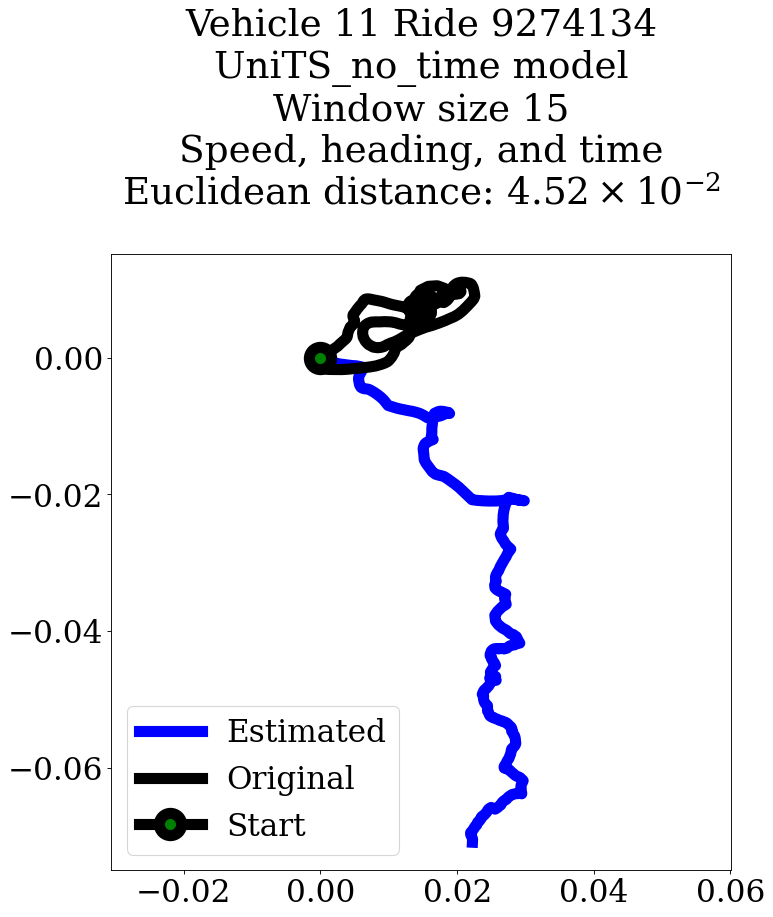 Vehicle 11 Ride 9274134
UniTS_no_time model
Window size 15
Speed, heading, and time
Euclidean distance: 4.52 × 10⁻²
0.00
−0.02
−0.04
−0.06
Estimated
Original
Start
−0.02 0.00 0.02 0.04 0.06